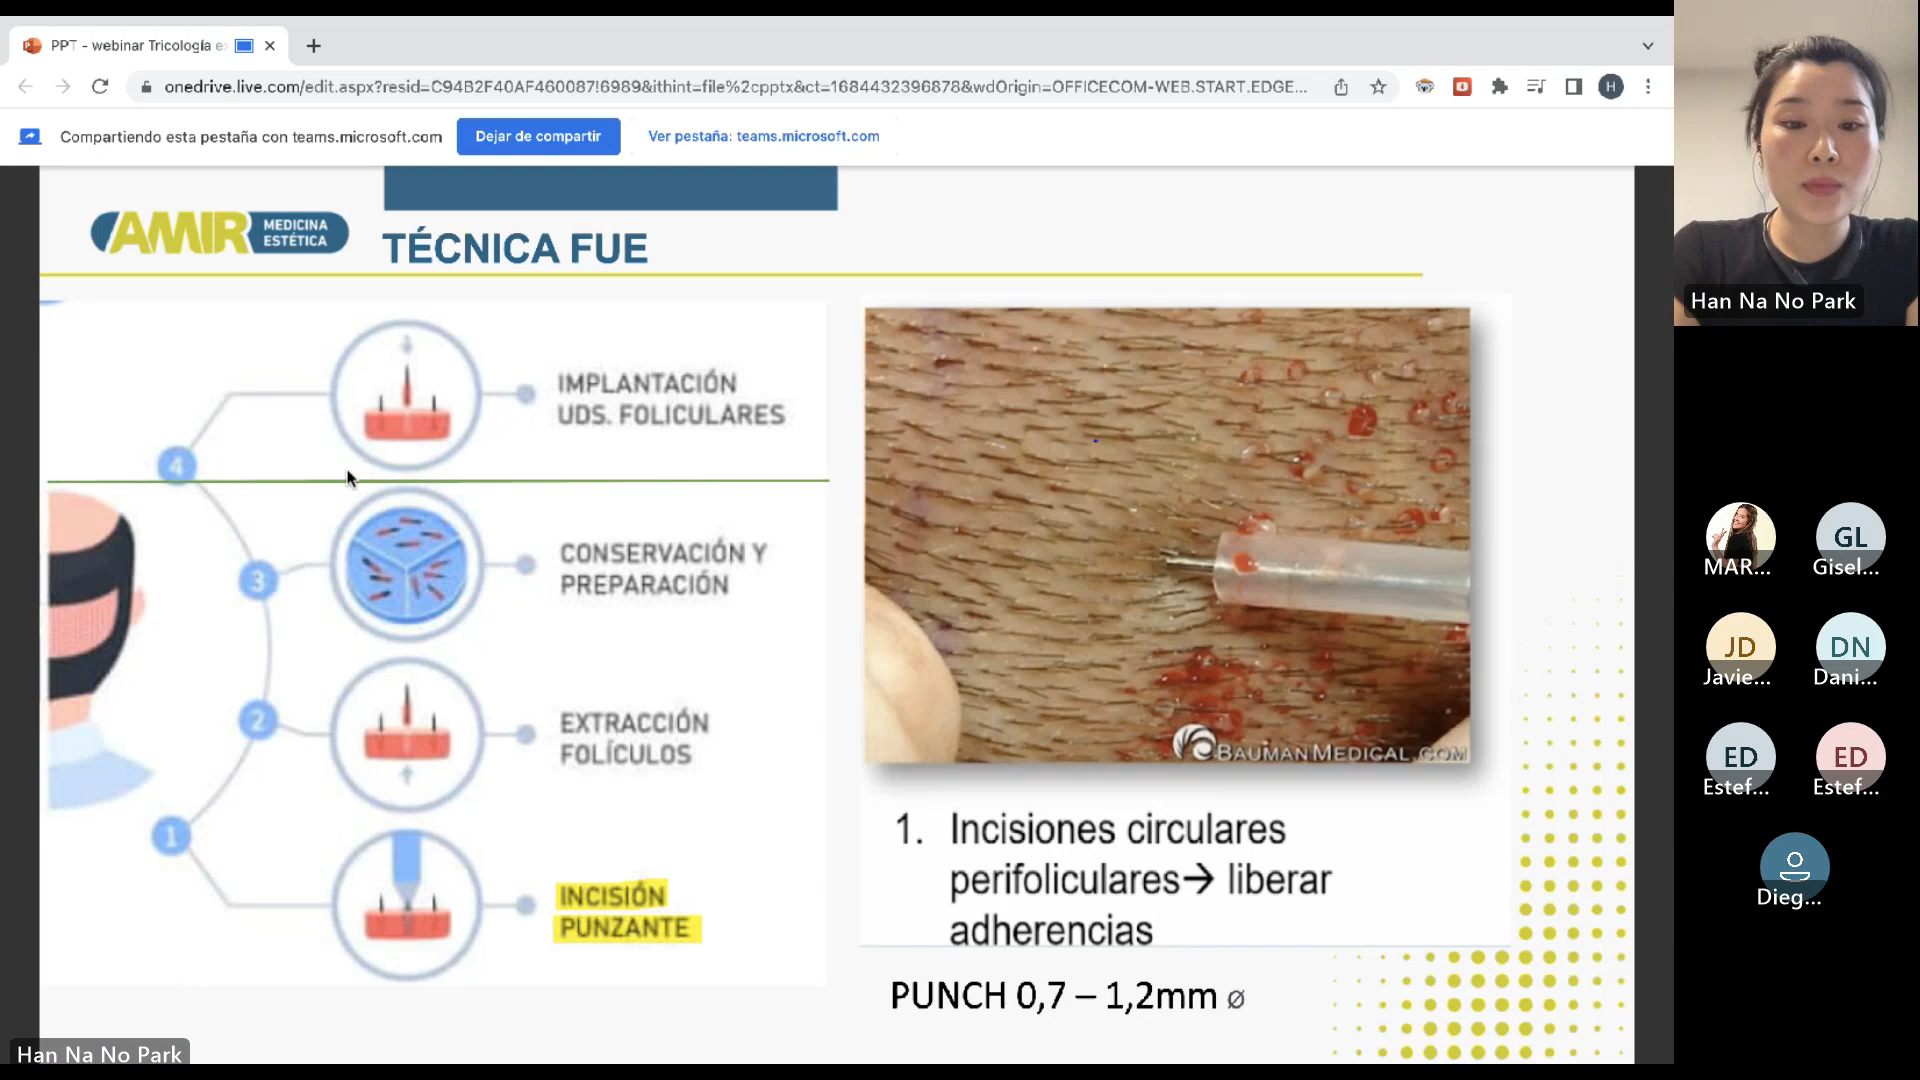 PPT - webinar Tricología e
onedrive.live.com/edit.aspx?resid=C94B2F40AF460087!6989&ithint=file%2cpptx&ct=1684432396878&wdOrigin=OFFICECOM-WEB.START.EDGE...
H
Compartiendo esta pestaña con teams.microsoft.com
Dejar de compartir
Ver pestaña: teams.microsoft.com
AMIR
MEDICINA
ESTÉTICA
TÉCNICA FUE
4
IMPLANTACIÓN
UDS. FOLICULARES
3
CONSERVACIÓN Y
PREPARACIÓN
2
EXTRACCIÓN
FOLÍCULOS
1
INCISIÓN
PUNZANTE
BAUMANMEDICAL.COM
1. Incisiones circulares
perifoliculares→ liberar
adherencias
PUNCH 0,7 – 1,2mm ⌀
Han Na No Park
Han Na No Park
MAR...
GL
Gisel...
JD
Javie...
DN
Dani...
ED
Estef...
ED
Estef...
Dieg...